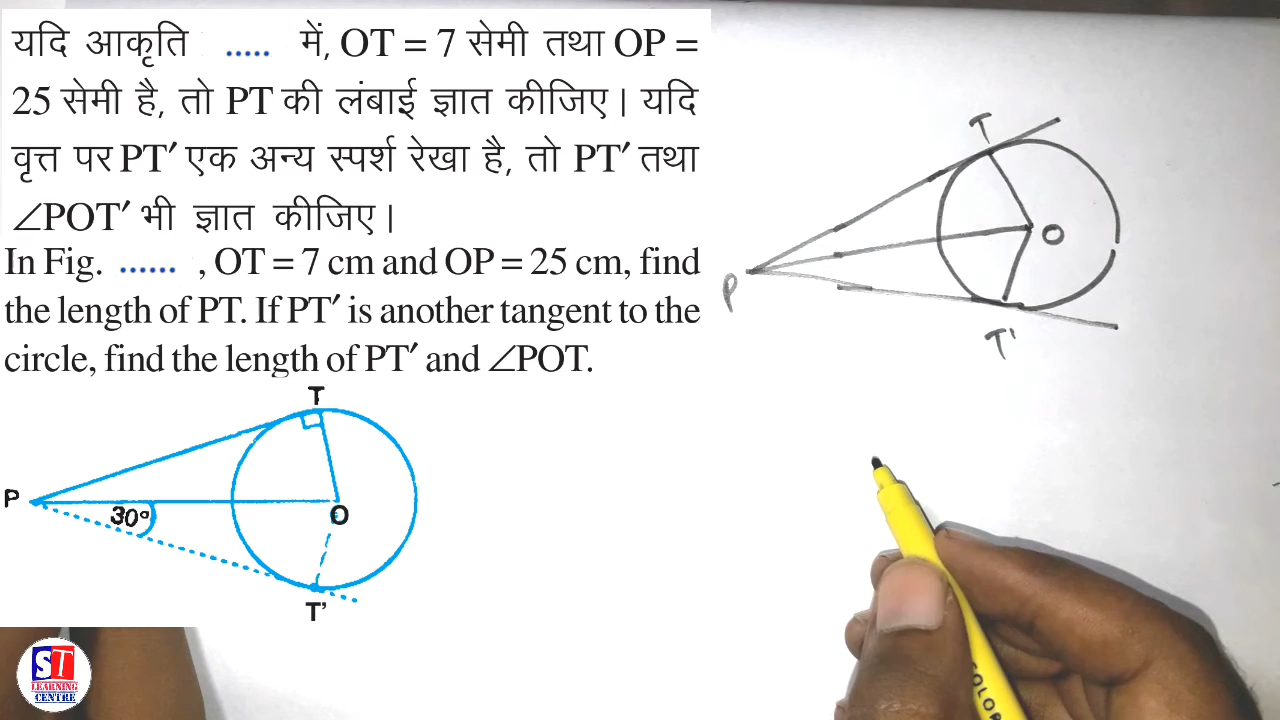 यदि आकृति ..... में, OT = 7 सेमी तथा OP =
25 सेमी है, तो PT की लंबाई ज्ञात कीजिए। यदि
वृत्त पर PT′ एक अन्य स्पर्श रेखा है, तो PT′ तथा
∠POT′ भी ज्ञात कीजिए।
In Fig. ...... , OT = 7 cm and OP = 25 cm, find
the length of PT. If PT′ is another tangent to the
circle, find the length of PT′ and ∠POT.
T
P
30°
O
T’
T
O
P
T'
ST
LEARNING
CENTRE
COLOR